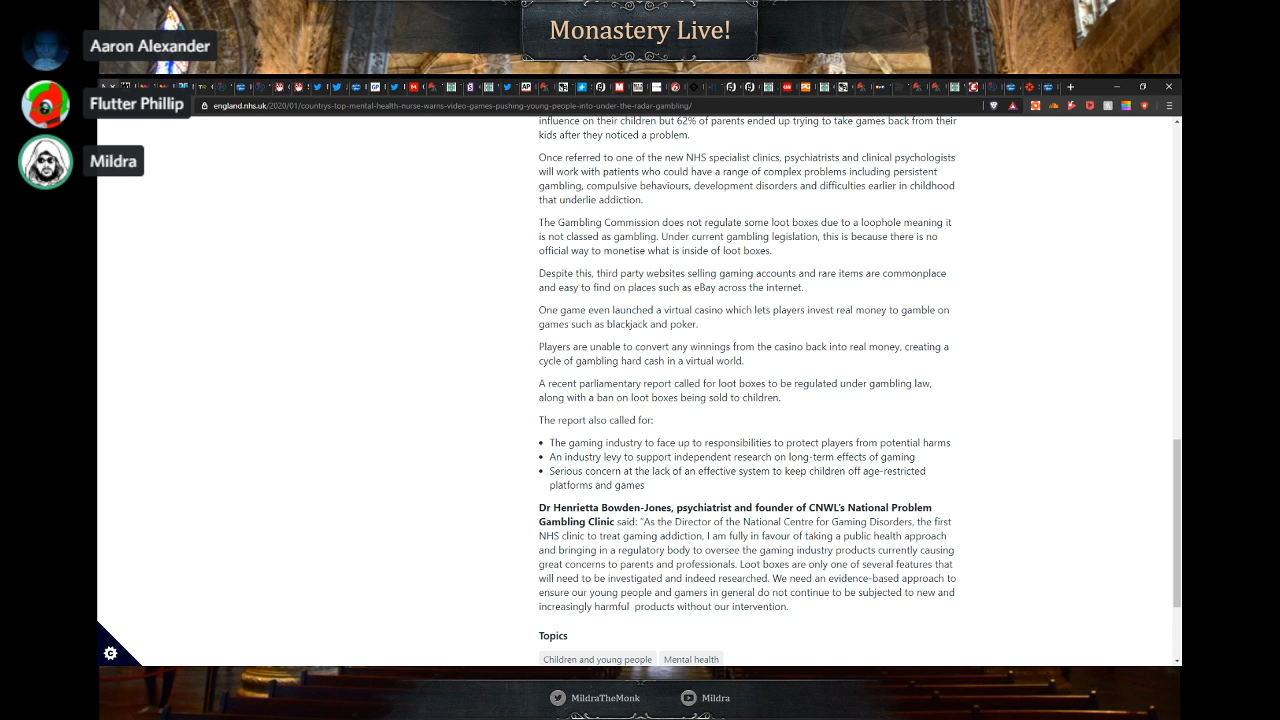 Monastery Live!
Aaron Alexander
Flutter Phillip
Mildra
england.nhs.uk/2020/01/countrys-top-mental-health-nurse-warns-video-games-pushing-young-people-into-under-the-radar-gambling/
influence on their children but 62% of parents ended up trying to take games back from their
kids after they noticed a problem.
Once referred to one of the new NHS specialist clinics, psychiatrists and clinical psychologists
will work with patients who could have a range of complex problems including persistent
gambling, compulsive behaviours, development disorders and difficulties earlier in childhood
that underlie addiction.
The Gambling Commission does not regulate some loot boxes due to a loophole meaning it
is not classed as gambling. Under current gambling legislation, this is because there is no
official way to monetise what is inside of loot boxes.
Despite this, third party websites selling gaming accounts and rare items are commonplace
and easy to find on places such as eBay across the internet.
One game even launched a virtual casino which lets players invest real money to gamble on
games such as blackjack and poker.
Players are unable to convert any winnings from the casino back into real money, creating a
cycle of gambling hard cash in a virtual world.
A recent parliamentary report called for loot boxes to be regulated under gambling law,
along with a ban on loot boxes being sold to children.
The report also called for:
• The gaming industry to face up to responsibilities to protect players from potential harms
• An industry levy to support independent research on long-term effects of gaming
• Serious concern at the lack of an effective system to keep children off age-restricted
platforms and games
Dr Henrietta Bowden-Jones, psychiatrist and founder of CNWL's National Problem
Gambling Clinic said: "As the Director of the National Centre for Gaming Disorders, the first
NHS clinic to treat gaming addiction, I am fully in favour of taking a public health approach
and bringing in a regulatory body to oversee the gaming industry products currently causing
great concerns to parents and professionals. Loot boxes are only one of several features that
will need to be investigated and indeed researched. We need an evidence-based approach to
ensure our young people and gamers in general do not continue to be subjected to new and
increasingly harmful products without our intervention.
Topics
Children and young people
Mental health
MildraTheMonk
Mildra